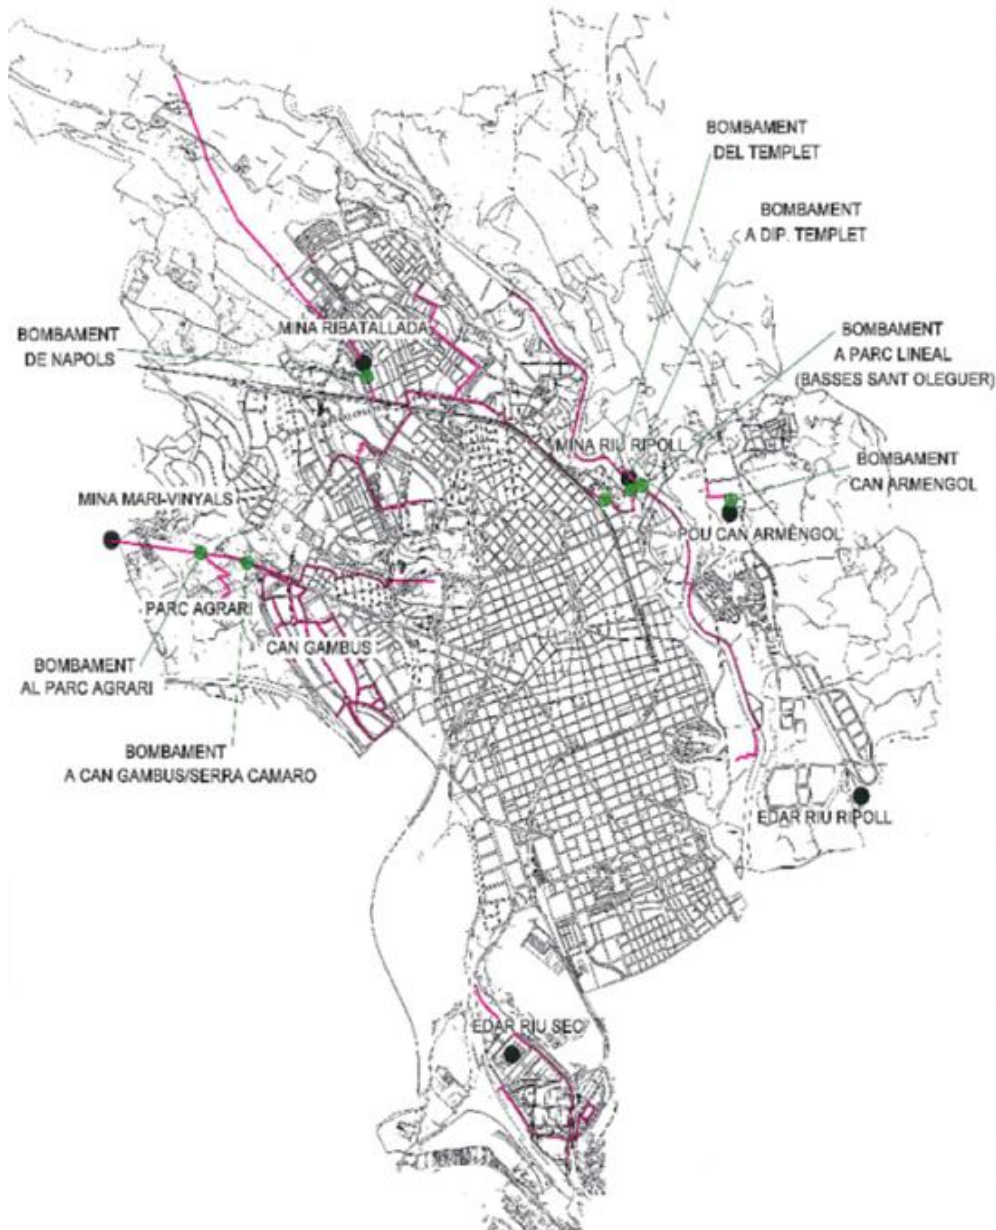 BOMBAMENT
DEL TEMPLET
BOMBAMENT
A DIP. TEMPLET
BOMBAMENT
DE NAPOLS
MINA RIBATALLADA
BOMBAMENT
A PARC LINEAL
(BASSES SANT OLEGUER)
MINA RIU RIPOLL
BOMBAMENT
CAN ARMENGOL
MINA MARI-VINYALS
POU CAN ARMÈNGOL
PARC AGRARI
CAN GAMBUS
BOMBAMENT
AL PARC AGRARI
BOMBAMENT
A CAN GAMBUS/SERRA CAMARO
EDAR RIU RIPOLL
EDAR RIU SEC